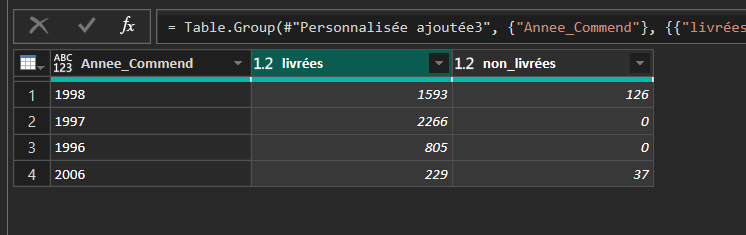 fx = Table.Group(#"Personnalisée ajoutée3", {"Annee_Commend"}, {{"livrées
ABC 123 Annee_Commend 1.2 livrées 1.2 non_livrées
1 1998 1593 126
2 1997 2266 0
3 1996 805 0
4 2006 229 37